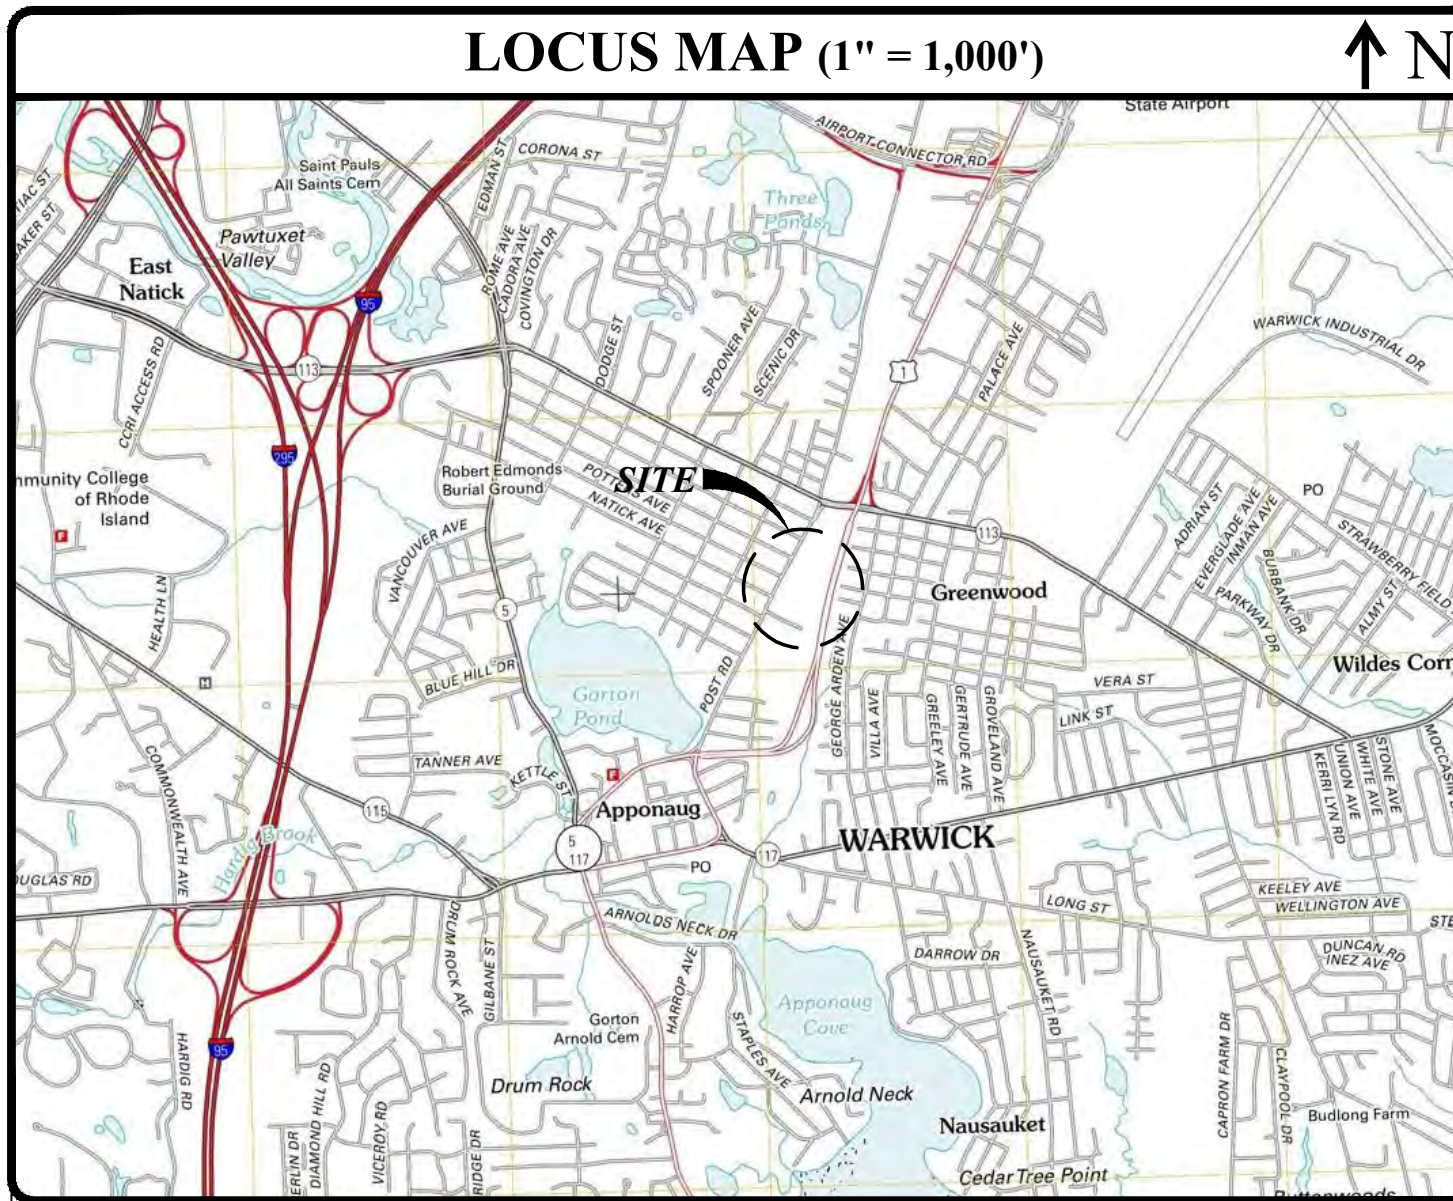 LOCUS MAP (1" = 1,000')
N
State Airport
AIRPORT CONNECTOR RD
CORONA ST
EDMAN ST
Saint Pauls
All Saints Cem
Three
Ponds
Pawtuxet
Valley
East
Natick
ROME AVE
CADORA AVE
COVINGTON DR
95
113
295
CCRI ACCESS RD
DODGE ST
SPOONER AVE
SCENIC DR
1
PALACE AVE
WARWICK INDUSTRIAL DR
Robert Edmonds
Burial Ground
mmunity College
of Rhode
Island
F
POTTERS AVE
NATICK AVE
SITE
PO
113
ADRIAN ST
EVERGLADE AVE
INMAN AVE
STRAWBERRY FIELD
BURBANK DR
PARKWAY DR
ALMY ST
VANCOUVER AVE
HEALTH LN
5
Greenwood
Wildes Corn
H
BLUE HILL DR
Gorton
Pond
POST RD
GEORGE ARDEN AVE
VILLA AVE
GREELEY AVE
GERTRUDE AVE
GROVELAND AVE
VERA ST
LINK ST
KERRI LYN RD
UNION AVE
WHITE AVE
STONE AVE
MOCCASIN
TANNER AVE
KETTLE ST
F
Apponaug
COMMONWEALTH AVE
115
Hardig Brook
5
117
PO
117
WARWICK
OUGLAS RD
KEELEY AVE
WELLINGTON AVE
STE
LONG ST
ARNOLDS NECK DR
DRUM ROCK AVE
GILBANE ST
HARROP AVE
STAPLES AVE
DARROW DR
NAUSAUKET RD
DUNCAN RD
INEZ AVE
Apponaug
Cove
Gorton
Arnold Cem
95
HARDIG RD
DIAMOND HILL RD
ERLIN DR
VICEROY RD
RIDGE DR
Drum Rock
Arnold Neck
Nausauket
CAPRON FARM DR
CLAYPOOL DR
Budlong Farm
Cedar Tree Point
Buttonwoods